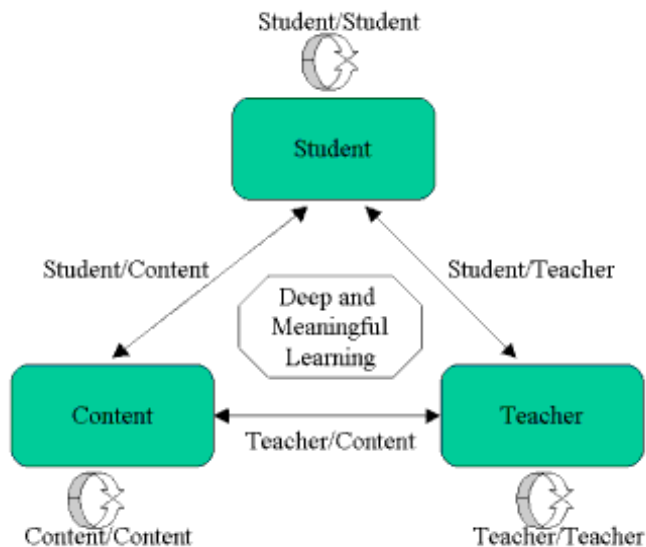 Student/Student
Student
Student/Content
Student/Teacher
Deep and
Meaningful
Learning
Content
Teacher
Teacher/Content
Content/Content
Teacher/Teacher